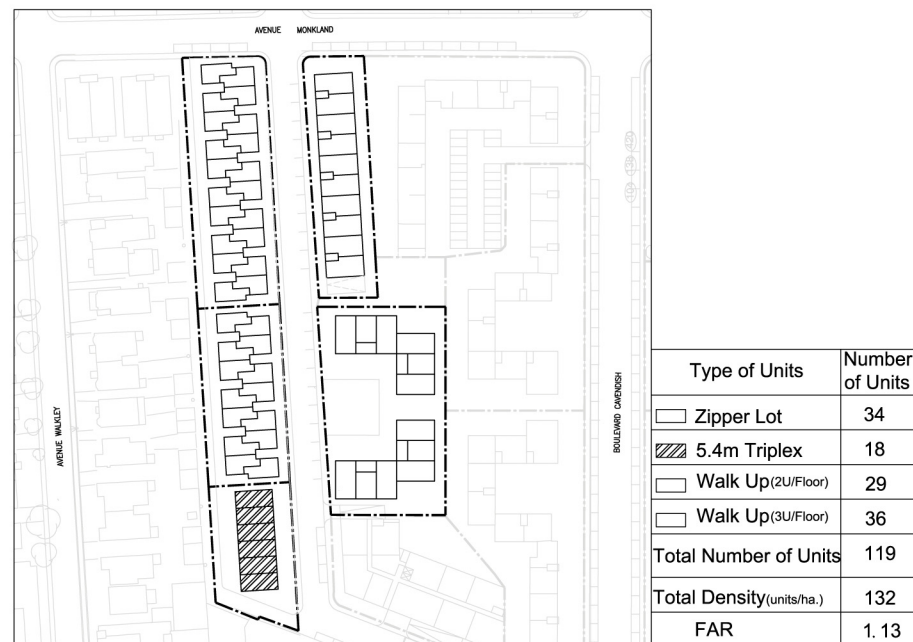 AVENUE MONKLAND
AVENUE WALKLEY
BOULEVARD CAVENDISH
Type of Units Number of Units
Zipper Lot 34
5.4m Triplex 18
Walk Up(2U/Floor) 29
Walk Up(3U/Floor) 36
Total Number of Units 119
Total Density(units/ha.) 132
FAR 1.13